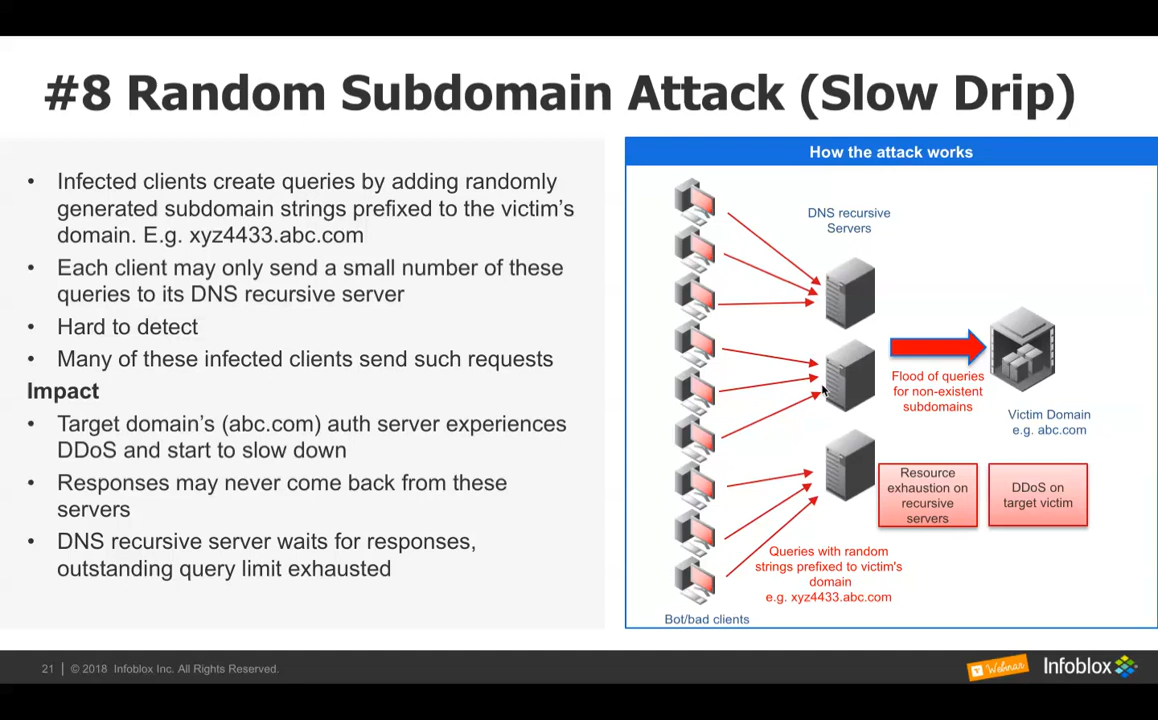 #8 Random Subdomain Attack (Slow Drip)
• Infected clients create queries by adding randomly
generated subdomain strings prefixed to the victim's
domain. E.g. xyz4433.abc.com
• Each client may only send a small number of these
queries to its DNS recursive server
• Hard to detect
• Many of these infected clients send such requests
Impact
• Target domain's (abc.com) auth server experiences
DDoS and start to slow down
• Responses may never come back from these
servers
• DNS recursive server waits for responses,
outstanding query limit exhausted
How the attack works
DNS recursive
Servers
Flood of queries
for non-existent
subdomains
Victim Domain
e.g. abc.com
Resource
exhaustion on
recursive
servers
DDoS on
target victim
Queries with random
strings prefixed to victim's
domain
e.g. xyz4433.abc.com
Bot/bad clients
21 | © 2018 Infoblox Inc. All Rights Reserved.
Webinar
Infoblox